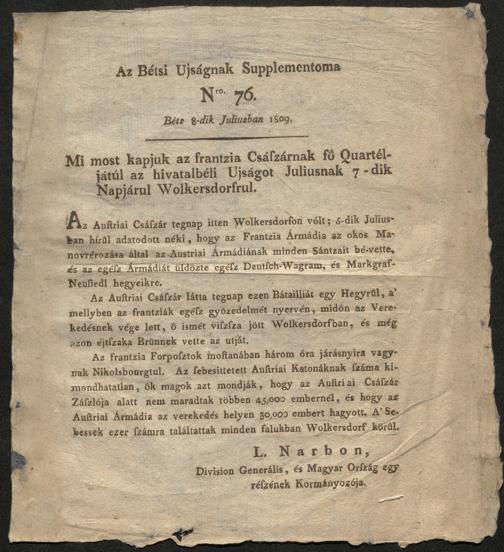 Az Bétsi Ujságnak Supplementoma
Nro. 76.
Béts 8-dik Juliusban 1809.
Mi most kapjuk az frantzia Császárnak fő Quartél-
játúl az hivatalbéli Ujságot Juliusnak 7-dik
Napjárul Wolkersdorfrul.
Az Austriai Császár tegnap itten Wolkersdorfon vólt; 5-dik Julius-
ban hírűl adatodott néki, hogy az Frantzia Ármádia az okos Ma-
novrérozása által az Austriai Ármádiának minden Sántzait bé-vette,
és az egész Ármádiát üldözte egész Deutsch-Wagram, és Markgraf-
Neusiedl hegyeikre.
Az Austriai Császár látta tegnap ezen Bátailliát egy Hegyrűl, a'
mellyben az frantziák egész győzedelmét nyervén, midőn az Vere-
kedésnek vége lett, ő ismét viszsza jött Wolkersdorfban, és még
azon éjtszaka Brünnek vette az utját.
Az frantzia Forposztok mostanában három óra járásnyira vagy-
nak Nikolsbourgtul. Az sebesittetett Austriai Katonáknak száma ki-
mondhatatlan, ők magok azt mondják, hogy az Austriai Császár
Zászlója alatt nem maradtak többen 45,000 embernél, és hogy az
Austriai Ármádia az verekedés helyen 30,000 embert hagyott. A' Se-
bessek ezer számra találtattak minden falukban Wolkersdorf körűl.
L. Narbon,
Division Generális, és Magyar Ország egy
részének Kormányozója.